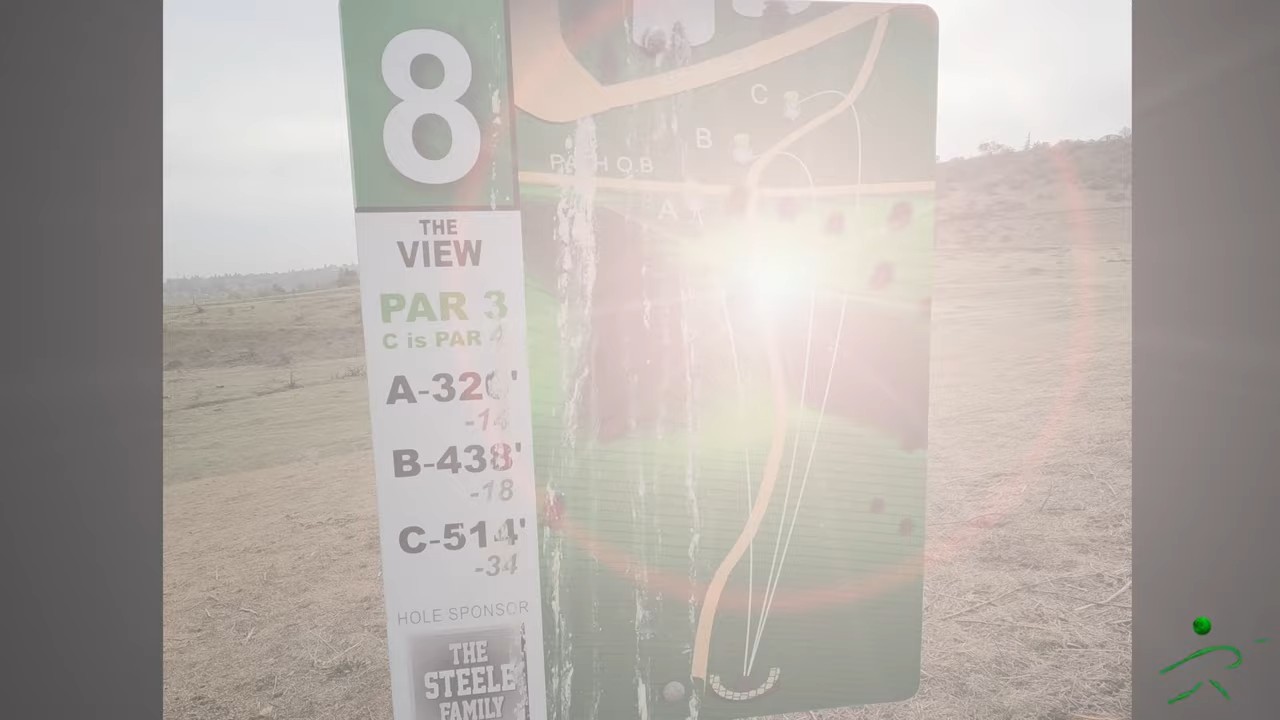 8
THE
VIEW
PAR 3
C is PAR 4
A-320'
-14
B-438'
-18
C-514'
-34
HOLE SPONSOR
THE
STEELE
FAMILY
C
B
PATH O.B
A